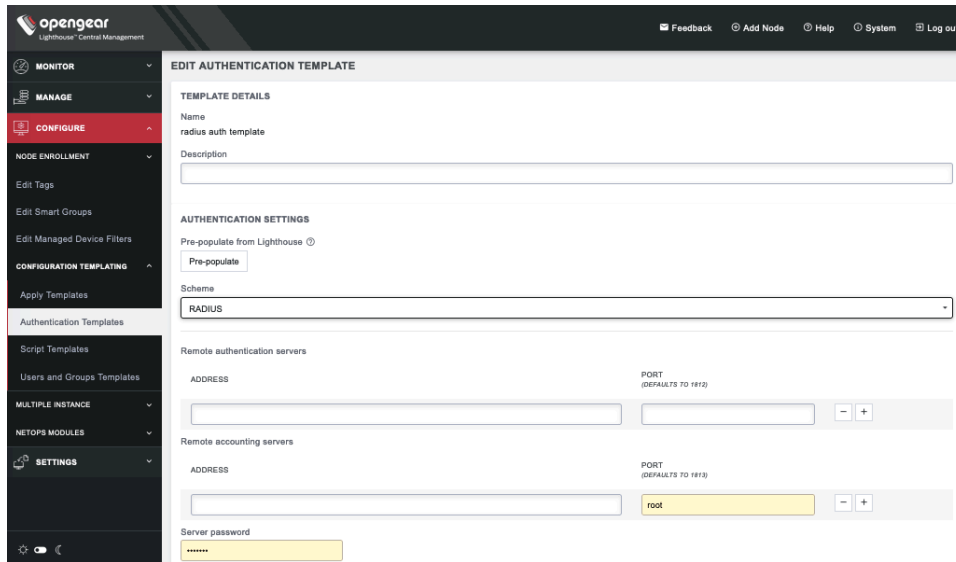 opengear
Lighthouse™ Central Management
Feedback
Add Node
Help
System
Log ou
MONITOR
MANAGE
CONFIGURE
NODE ENROLLMENT
Edit Tags
Edit Smart Groups
Edit Managed Device Filters
CONFIGURATION TEMPLATING
Apply Templates
Authentication Templates
Script Templates
Users and Groups Templates
MULTIPLE INSTANCE
NETOPS MODULES
SETTINGS
EDIT AUTHENTICATION TEMPLATE
TEMPLATE DETAILS
Name
radius auth template
Description
AUTHENTICATION SETTINGS
Pre-populate from Lighthouse
Pre-populate
Scheme
RADIUS
Remote authentication servers
ADDRESS
PORT
(DEFAULTS TO 1812)
Remote accounting servers
ADDRESS
PORT
(DEFAULTS TO 1813)
root
Server password
•••••••